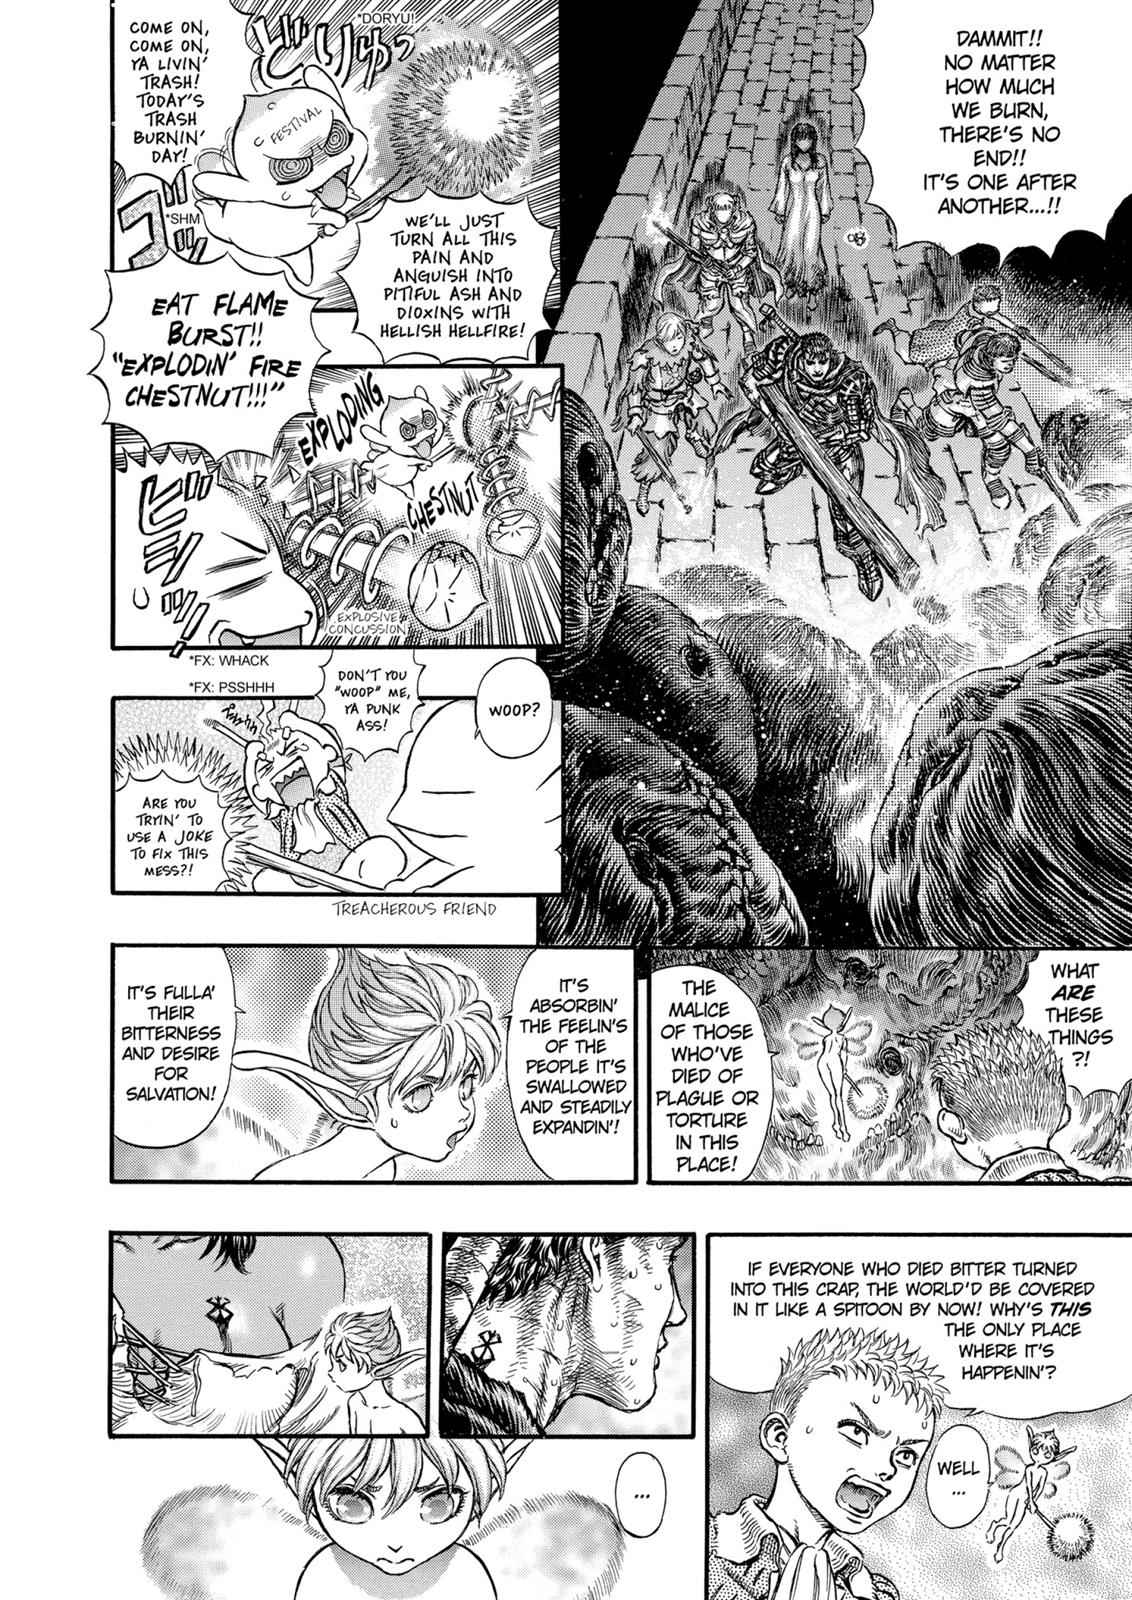 DAMMIT!!
NO MATTER
HOW MUCH
WE BURN,
THERE'S NO
END!!
IT'S ONE AFTER
ANOTHER...!!
*DORYU!
どりゅっ
COME ON,
COME ON,
YA LIVIN'
TRASH!
TODAY'S
TRASH
BURNIN'
DAY!
FESTIVAL
*SHM
WE'LL JUST
TURN ALL THIS
PAIN AND
ANGUISH INTO
PITIFUL ASH AND
DIOXINS WITH
HELLISH HELLFIRE!
EAT FLAME
BURST!!
"EXPLODIN' FIRE
CHESTNUT!!!"
EXPLODING
CHESTNUT
ビシッ
EXPLOSIVE
CONCUSSION
*FX: WHACK
*FX: PSSHHH
WOOP?
DON'T YOU
"WOOP" ME,
YA PUNK
ASS!
ARE YOU
TRYIN' TO
USE A JOKE
TO FIX THIS
MESS?!
TREACHEROUS FRIEND
WHAT
ARE
THESE
THINGS
?!
THE
MALICE
OF THOSE
WHO'VE
DIED OF
PLAGUE OR
TORTURE
IN THIS
PLACE!
IT'S
ABSORBIN'
THE FEELIN'S
OF THE
PEOPLE IT'S
SWALLOWED
AND STEADILY
EXPANDIN'!
IT'S FULLA'
THEIR
BITTERNESS
AND DESIRE
FOR
SALVATION!
IF EVERYONE WHO DIED BITTER TURNED
INTO THIS CRAP, THE WORLD'D BE COVERED
IN IT LIKE A SPITOON BY NOW! WHY'S THIS
THE ONLY PLACE
WHERE IT'S
HAPPENIN'?
WELL
...
...